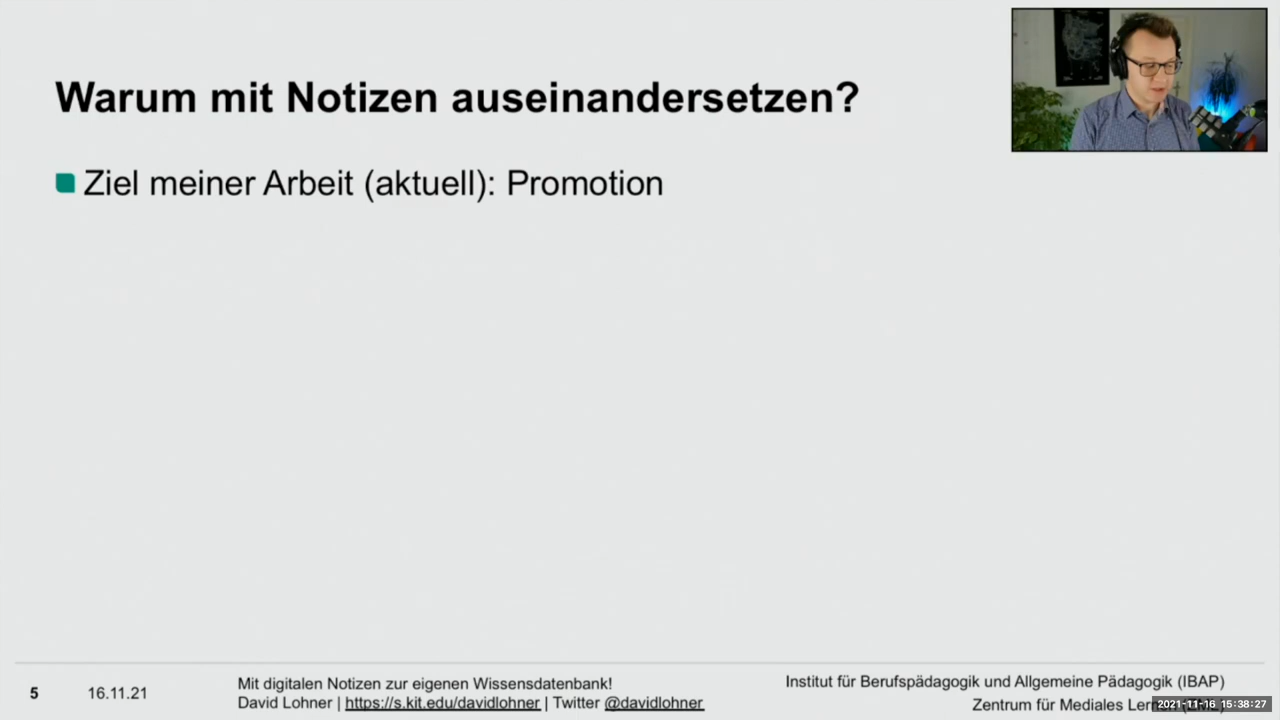 Warum mit Notizen auseinandersetzen?
Ziel meiner Arbeit (aktuell): Promotion
5
16.11.21
Mit digitalen Notizen zur eigenen Wissensdatenbank!
David Lohner | https://s.kit.edu/davidlohner | Twitter @davidlohner
Institut für Berufspädagogik und Allgemeine Pädagogik (IBAP)
Zentrum für Mediales Lernen (ZML)
2021-11-16 15:38:27